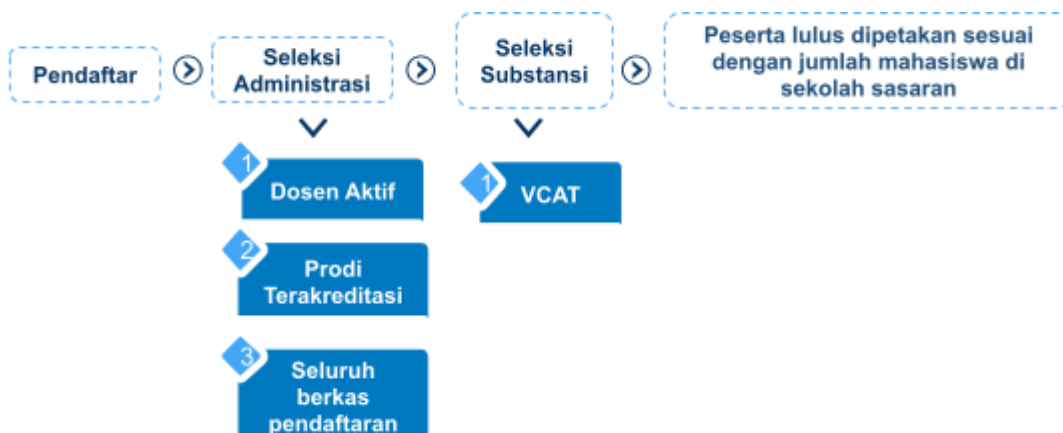 Pendaftar
Seleksi
Administrasi
Seleksi
Substansi
Peserta lulus dipetakan sesuai
dengan jumlah mahasiswa di
sekolah sasaran
1
Dosen Aktif
2
Prodi
Terakreditasi
3
Seluruh
berkas
pendaftaran
1
VCAT